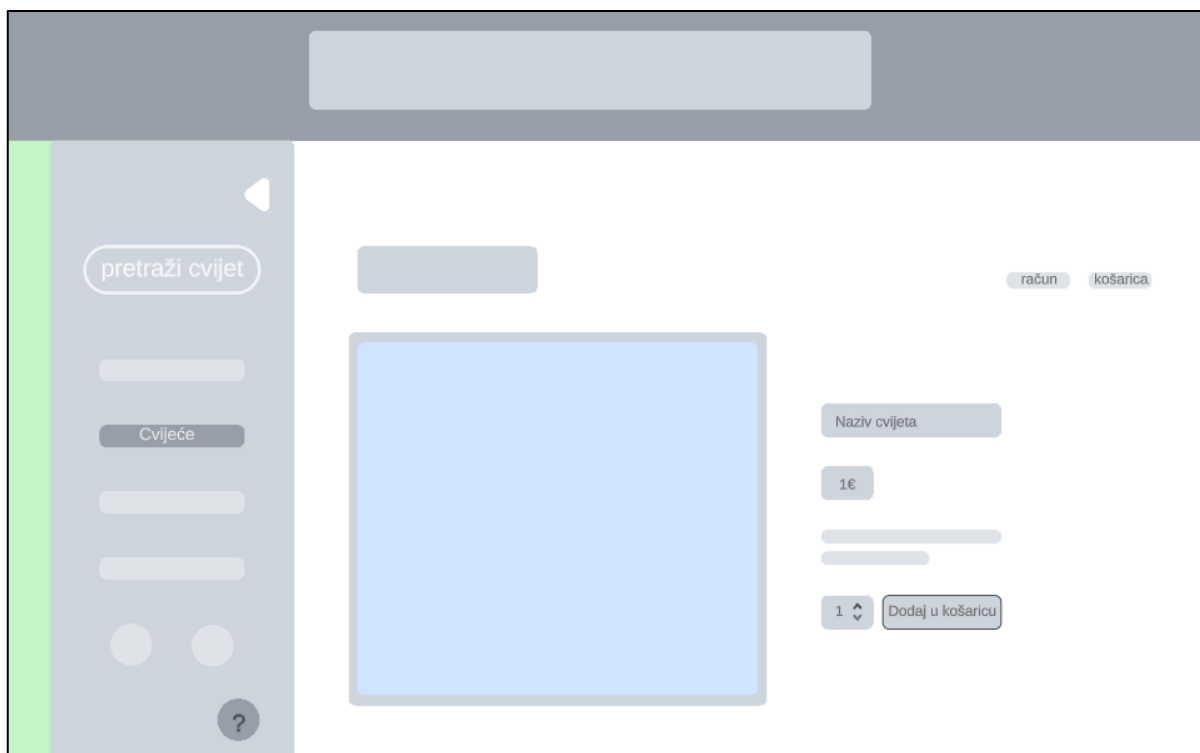 pretraži cvijet
račun
košarica
Cvijeće
Naziv cvijeta
1€
1
Dodaj u košaricu
?